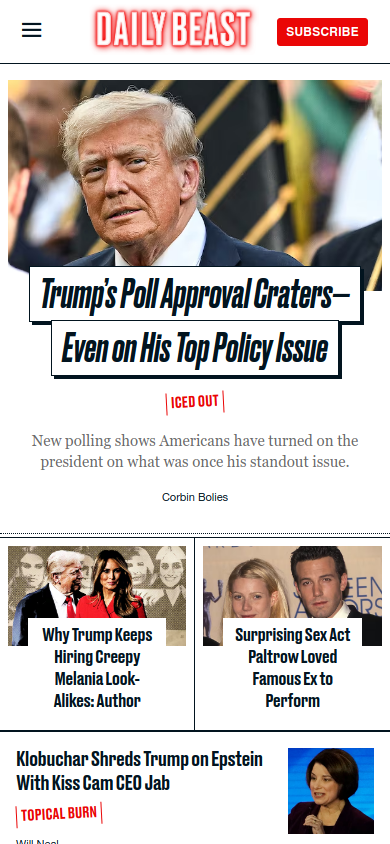 DAILY BEAST
SUBSCRIBE
Trump's Poll Approval Craters—
Even on His Top Policy Issue
ICED OUT
New polling shows Americans have turned on the
president on what was once his standout issue.
Corbin Bolies
Why Trump Keeps
Hiring Creepy
Melania Look-
Alikes: Author
Surprising Sex Act
Paltrow Loved
Famous Ex to
Perform
Klobuchar Shreds Trump on Epstein
With Kiss Cam CEO Jab
TOPICAL BURN
Will Neal